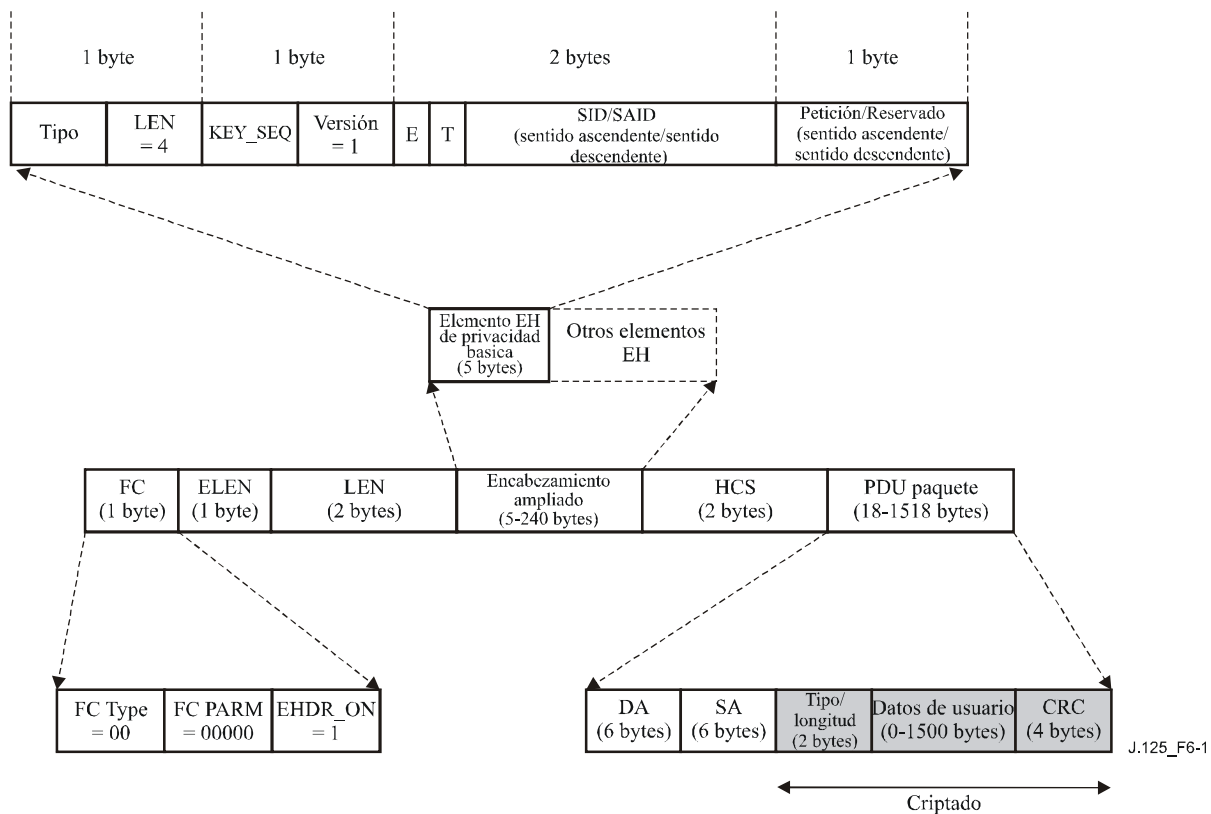 1 byte
1 byte
2 bytes
1 byte
Tipo
LEN
= 4
KEY_SEQ
Versión
= 1
E
T
SID/SAID
(sentido ascendente/sentido
descendente)
Petición/Reservado
(sentido ascendente/
sentido descendente)
Elemento EH
de privacidad
basica
(5 bytes)
Otros elementos
EH
FC
(1 byte)
ELEN
(1 byte)
LEN
(2 bytes)
Encabezamiento
ampliado
(5-240 bytes)
HCS
(2 bytes)
PDU paquete
(18-1518 bytes)
FC Type
= 00
FC PARM
= 00000
EHDR_ON
= 1
DA
(6 bytes)
SA
(6 bytes)
Tipo/
longitud
(2 bytes)
Datos de usuario
(0-1500 bytes)
CRC
(4 bytes)
J.125_F6-1
Criptado